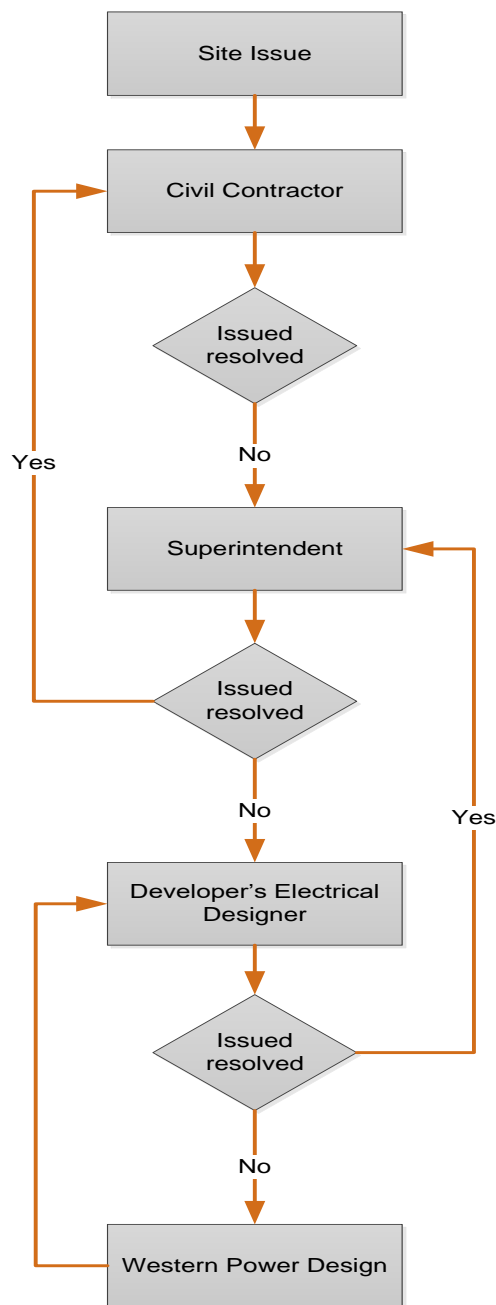 Site Issue
Civil Contractor
Issued
resolved
No
Yes
Superintendent
Issued
resolved
No
Yes
Developer’s Electrical
Designer
Issued
resolved
No
Western Power Design